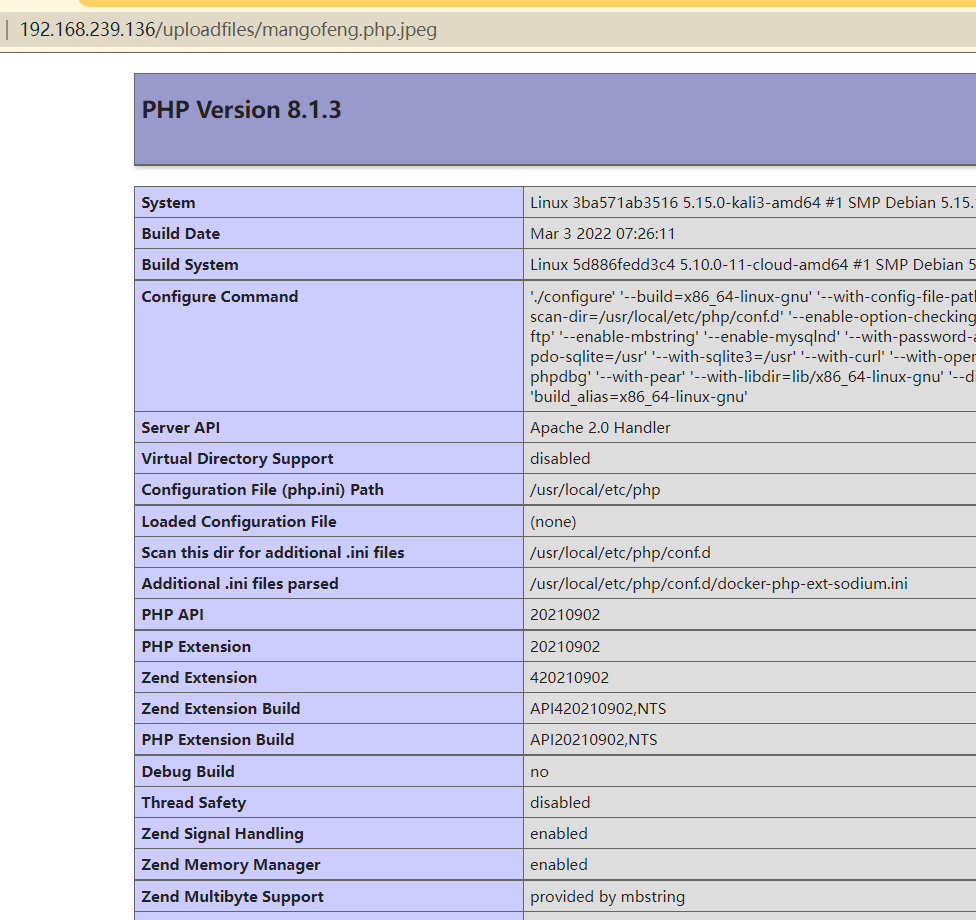 192.168.239.136/uploadfiles/mangofeng.php.jpeg
PHP Version 8.1.3
System Linux 3ba571ab3516 5.15.0-kali3-amd64 #1 SMP Debian 5.15.
Build Date Mar 3 2022 07:26:11
Build System Linux 5d886fedd3c4 5.10.0-11-cloud-amd64 #1 SMP Debian 5
Configure Command './configure' '--build=x86_64-linux-gnu' '--with-config-file-pat
scan-dir=/usr/local/etc/php/conf.d' '--enable-option-checking
ftp' '--enable-mbstring' '--enable-mysqlnd' '--with-password-a
pdo-sqlite=/usr' '--with-sqlite3=/usr' '--with-curl' '--with-open
phpdbg' '--with-pear' '--with-libdir=lib/x86_64-linux-gnu' '--di
'build_alias=x86_64-linux-gnu'
Server API Apache 2.0 Handler
Virtual Directory Support disabled
Configuration File (php.ini) Path /usr/local/etc/php
Loaded Configuration File (none)
Scan this dir for additional .ini files /usr/local/etc/php/conf.d
Additional .ini files parsed /usr/local/etc/php/conf.d/docker-php-ext-sodium.ini
PHP API 20210902
PHP Extension 20210902
Zend Extension 420210902
Zend Extension Build API420210902,NTS
PHP Extension Build API20210902,NTS
Debug Build no
Thread Safety disabled
Zend Signal Handling enabled
Zend Memory Manager enabled
Zend Multibyte Support provided by mbstring